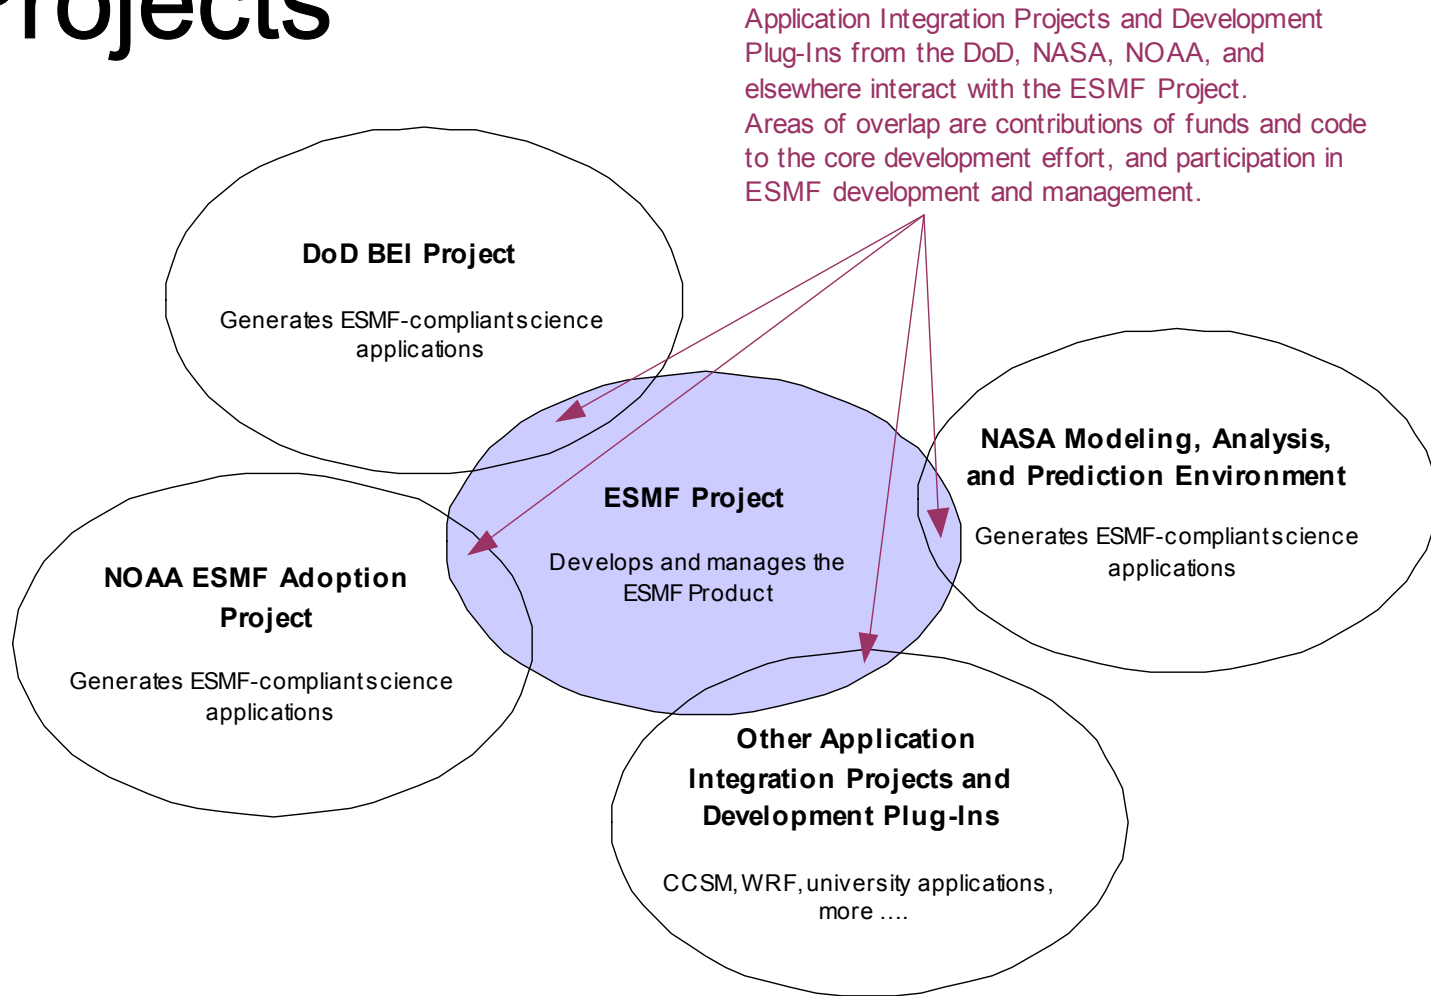 Projects
Application Integration Projects and Development
Plug-Ins from the DoD, NASA, NOAA, and
elsewhere interact with the ESMF Project.
Areas of overlap are contributions of funds and code
to the core development effort, and participation in
ESMF development and management.
DoD BEI Project
Generates ESMF-compliant science
applications
NASA Modeling, Analysis,
and Prediction Environment
Generates ESMF-compliant science
applications
ESMF Project
Develops and manages the
ESMF Product
NOAA ESMF Adoption
Project
Generates ESMF-compliant science
applications
Other Application
Integration Projects and
Development Plug-Ins
CCSM, WRF, university applications,
more ….